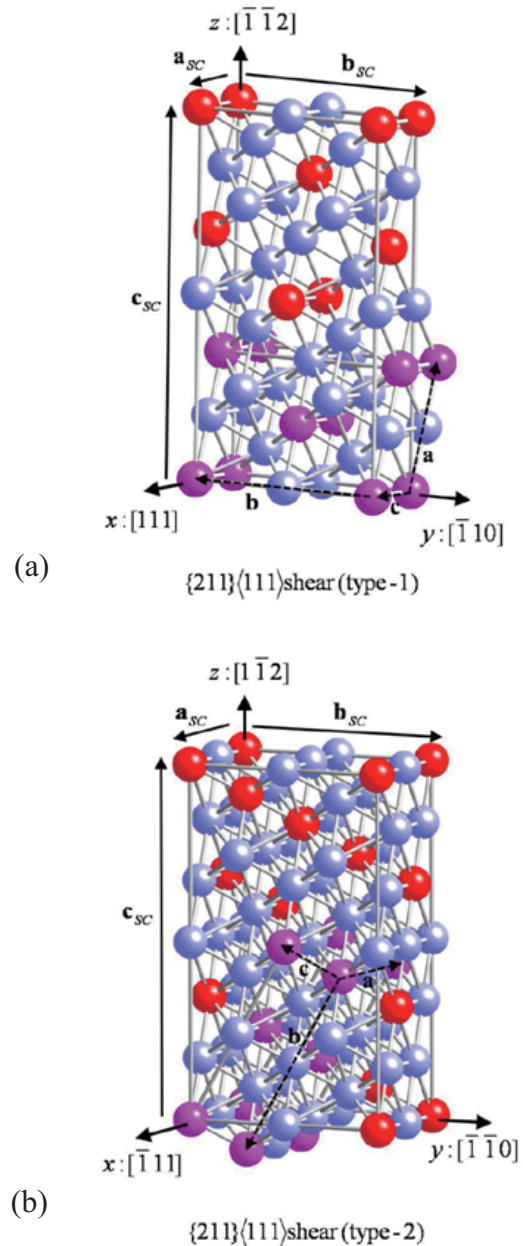 z : [1̅ 1̅ 2]
a_SC
b_SC
c_SC
a
b
c
x : [111]
y : [1̅ 10]
(a)
{211}⟨111⟩shear(type-1)
z : [1 1̅ 2]
a_SC
b_SC
c_SC
c
a
b
x : [1̅ 11]
y : [1̅ 1̅ 0]
(b)
{211}⟨111⟩shear(type-2)